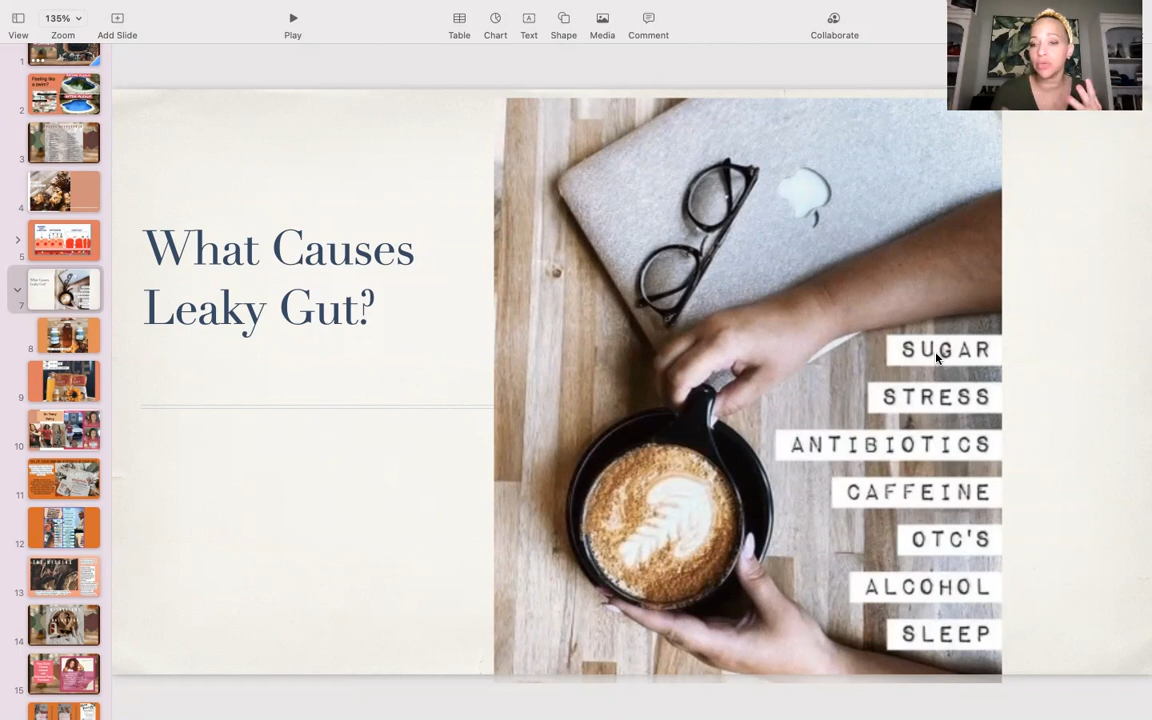 135%
View
Zoom
Add Slide
Play
Table
Chart
Text
Shape
Media
Comment
Collaborate
1
2
3
4
5
7
8
9
10
11
12
13
14
15
What Causes
Leaky Gut?
SUGAR
STRESS
ANTIBIOTICS
CAFFEINE
OTC'S
ALCOHOL
SLEEP